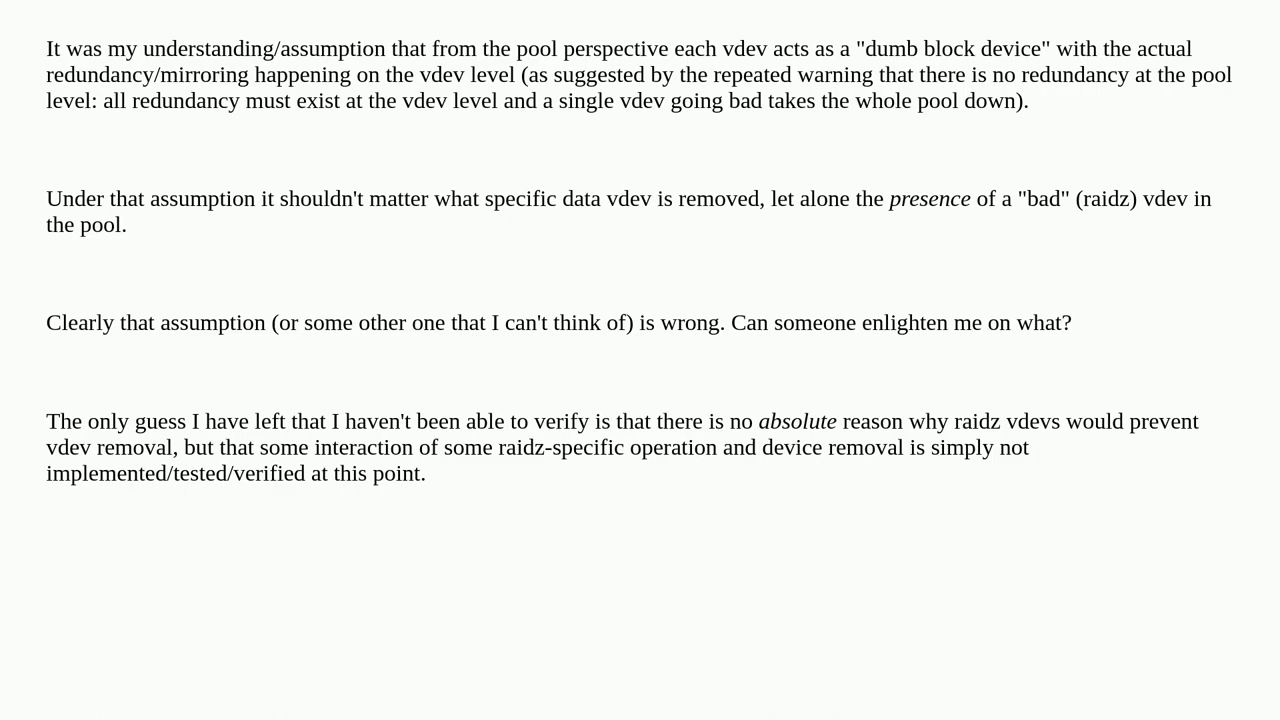 It was my understanding/assumption that from the pool perspective each vdev acts as a "dumb block device" with the actual
redundancy/mirroring happening on the vdev level (as suggested by the repeated warning that there is no redundancy at the pool
level: all redundancy must exist at the vdev level and a single vdev going bad takes the whole pool down).
Under that assumption it shouldn't matter what specific data vdev is removed, let alone the presence of a "bad" (raidz) vdev in
the pool.
Clearly that assumption (or some other one that I can't think of) is wrong. Can someone enlighten me on what?
The only guess I have left that I haven't been able to verify is that there is no absolute reason why raidz vdevs would prevent
vdev removal, but that some interaction of some raidz-specific operation and device removal is simply not
implemented/tested/verified at this point.